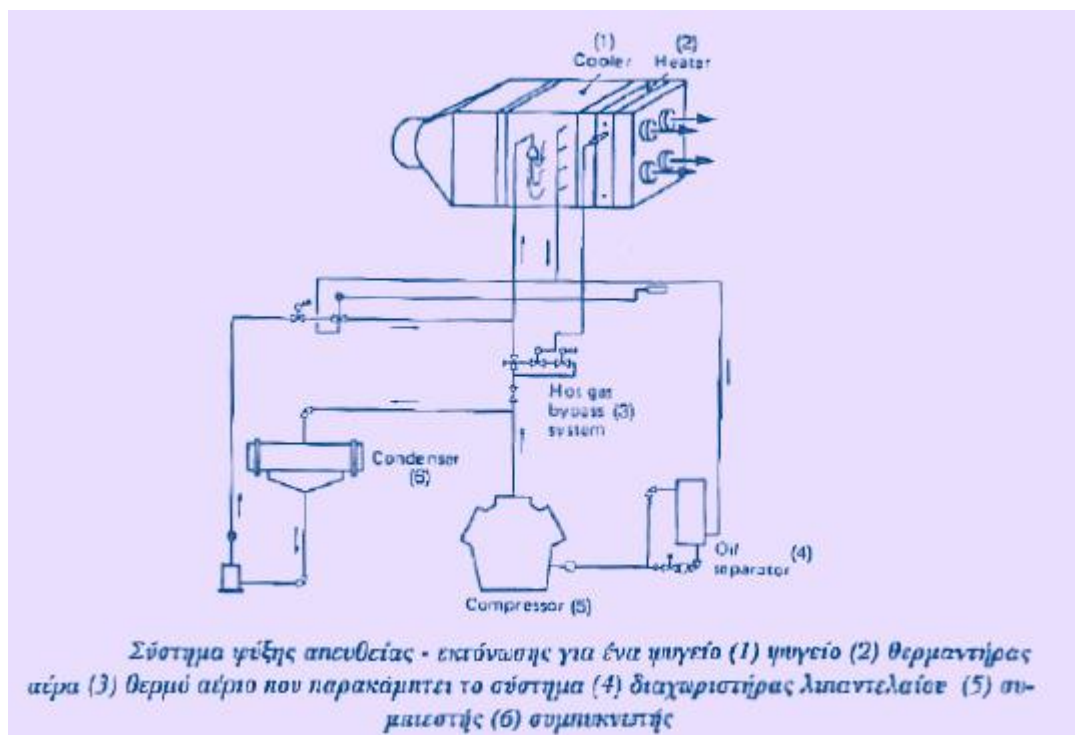 (1) (2)
Cooler Heater
Hot gas
bypass (3)
system
Condenser
(6)
Oil
separator (4)
Compressor (5)
Σύστημα ψύξης απευθείας - εκτόνωσης για ένα ψυγείο (1) ψυγείο (2) θερμαντήρας
αέρα (3) θερμό αέριο που παρακάμπτει το σύστημα (4) διαχωριστήρας λιπαντελαίου (5) συ-
μπιεστής (6) συμπυκνωτής